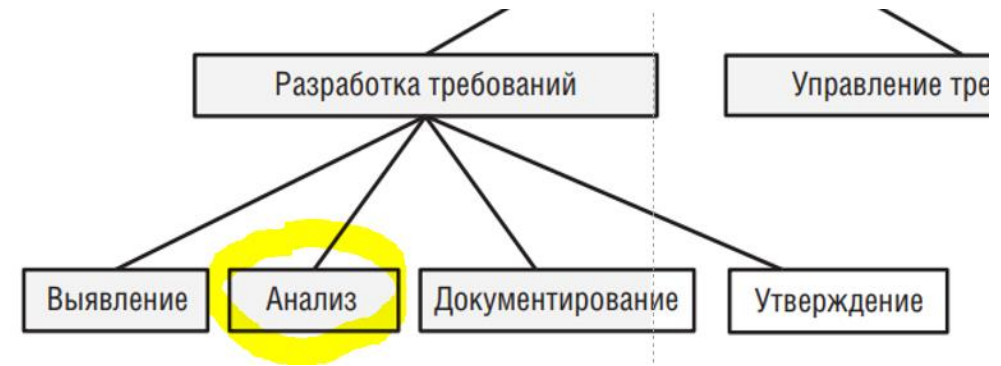 Разработка требований
Управление тре
Выявление
Анализ
Документирование
Утверждение